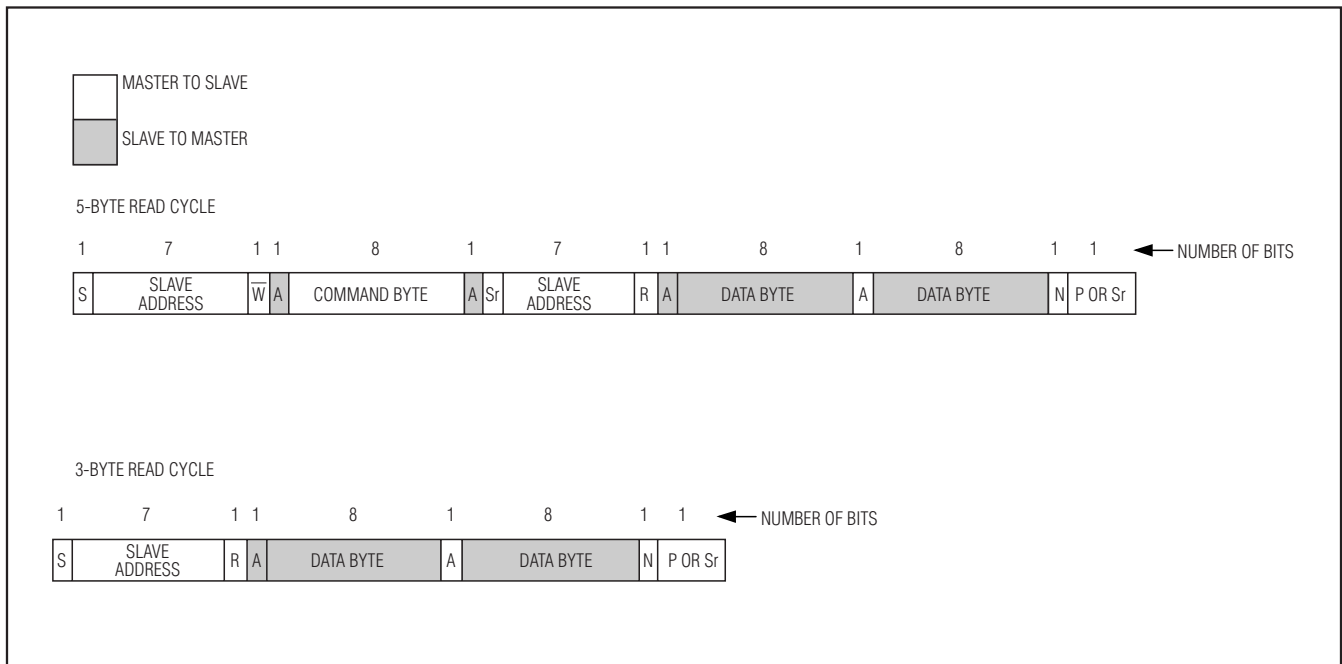 MASTER TO SLAVE
SLAVE TO MASTER
5-BYTE READ CYCLE
1 7 1 1 8 1 7 1 1 8 1 8 1 1 NUMBER OF BITS
S SLAVE ADDRESS W̅ A COMMAND BYTE A Sr SLAVE ADDRESS R A DATA BYTE A DATA BYTE N P OR Sr
3-BYTE READ CYCLE
1 7 1 1 8 1 8 1 1 NUMBER OF BITS
S SLAVE ADDRESS R A DATA BYTE A DATA BYTE N P OR Sr